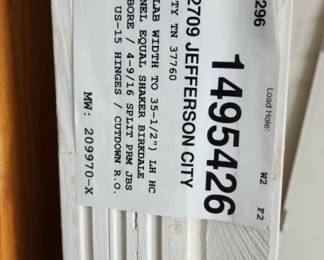 296
Load Hole: W2 F2
1495426
2709 JEFFERSON CITY
TY TN 37760
LAB WIDTH TO 35-1/2") LH HC
NEL EQUAL SHAKER BIRKDALE
BORE / 4-9/16 SPLIT PRM JBS
US-15 HINGES / CUTDOWN R.O.
MW: 209970-X